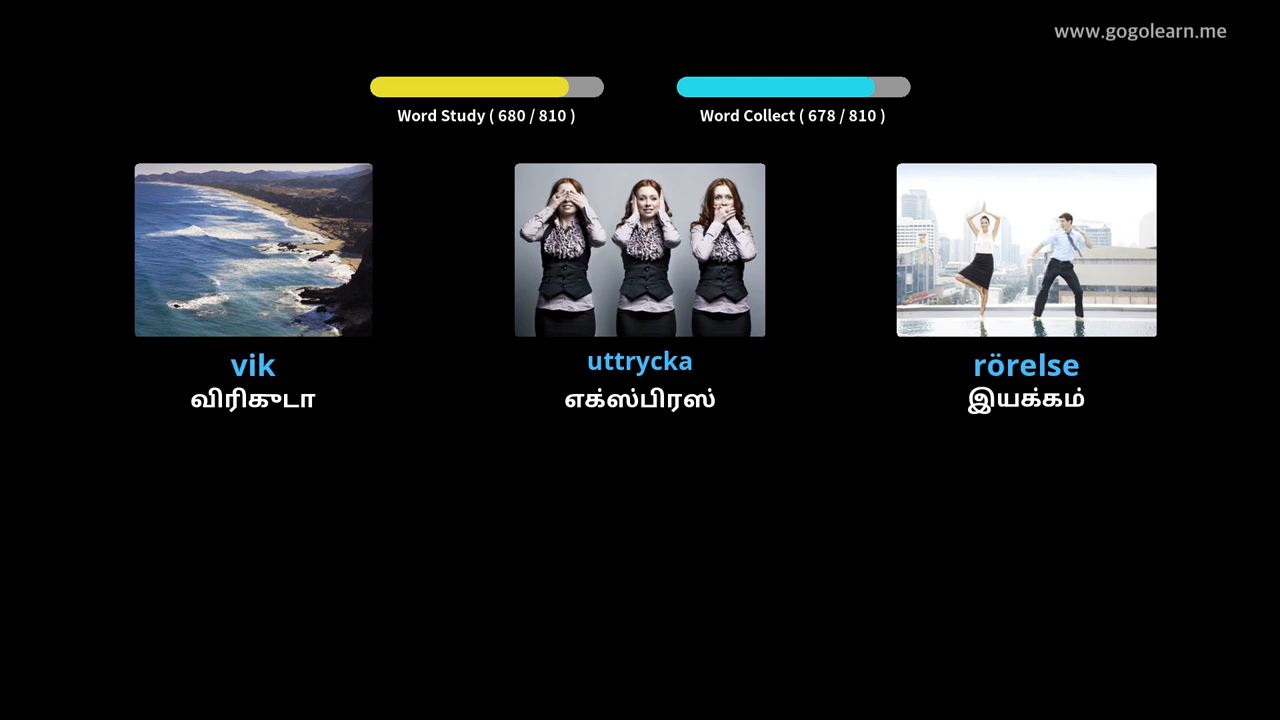 www.gogolearn.me
Word Study ( 680 / 810 )
Word Collect ( 678 / 810 )
vik
விரிகுடா
uttrycka
எக்ஸ்பிரஸ்
rörelse
இயக்கம்